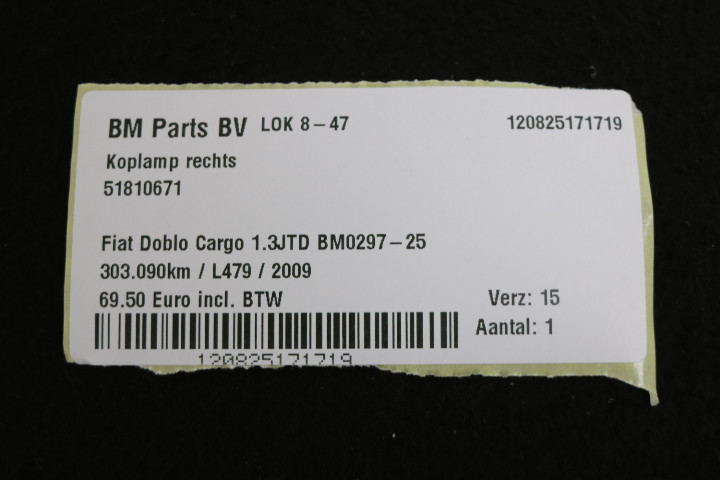 BM Parts BV LOK 8-47 120825171719
Koplamp rechts
51810671
Fiat Doblo Cargo 1.3JTD BM0297-25
303.090km / L479 / 2009
69.50 Euro incl. BTW Verz: 15
Aantal: 1
120825171719